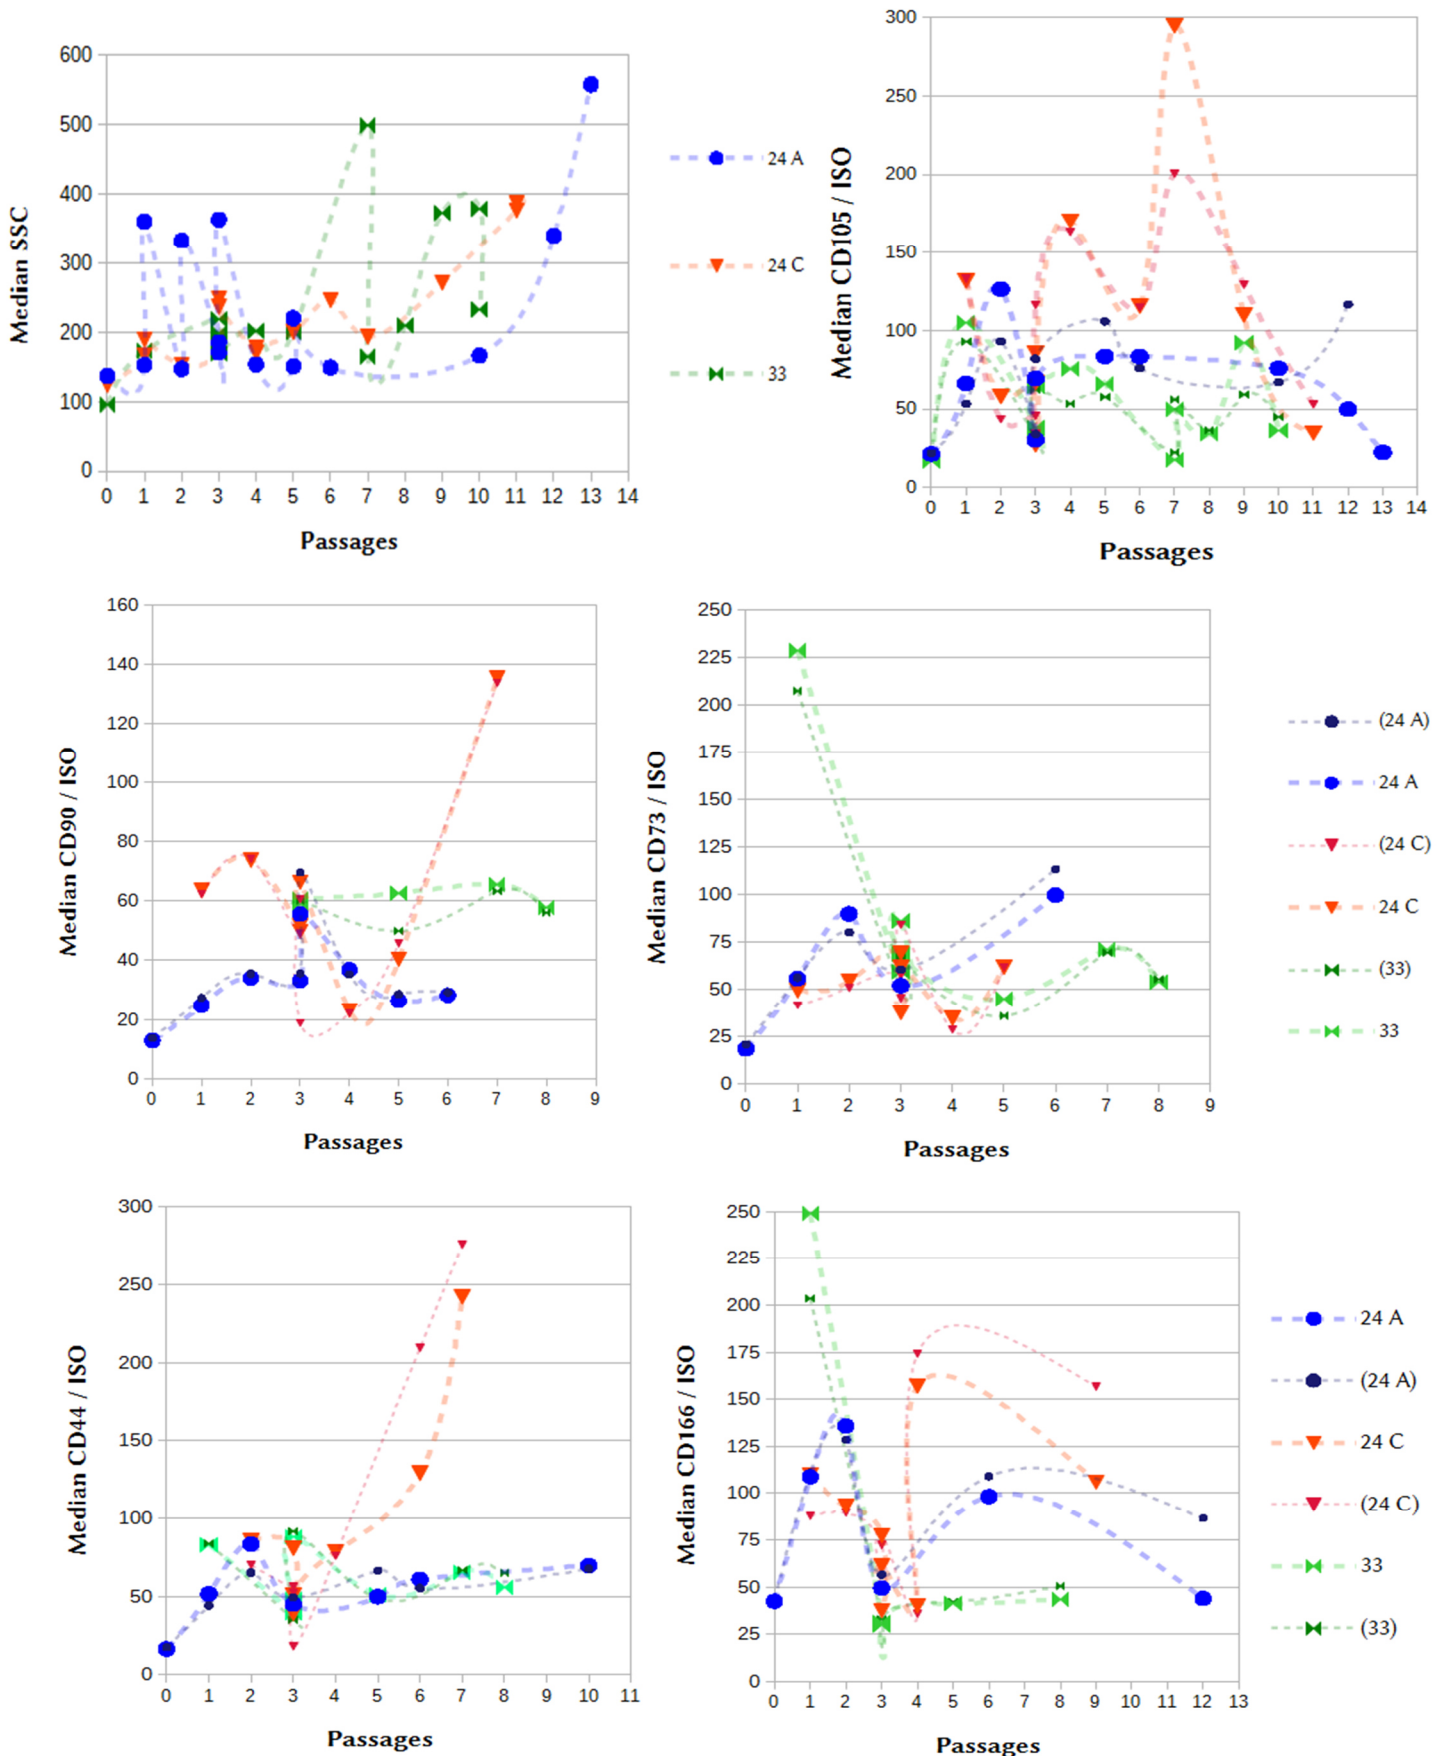 Median SSC
600
500
400
300
200
100
0
0 1 2 3 4 5 6 7 8 9 10 11 12 13 14
Passages
24 A
24 C
33
Median CD105 / ISO
300
250
200
150
100
50
0
0 1 2 3 4 5 6 7 8 9 10 11 12 13 14
Passages
Median CD90 / ISO
160
140
120
100
80
60
40
20
0
0 1 2 3 4 5 6 7 8 9
Passages
Median CD73 / ISO
250
225
200
175
150
125
100
75
50
25
0
0 1 2 3 4 5 6 7 8 9
Passages
(24 A)
24 A
(24 C)
24 C
(33)
33
Median CD44 / ISO
300
250
200
150
100
50
0
0 1 2 3 4 5 6 7 8 9 10 11
Passages
Median CD166 / ISO
250
225
200
175
150
125
100
75
50
25
0
0 1 2 3 4 5 6 7 8 9 10 11 12 13
Passages
24 A
(24 A)
24 C
(24 C)
33
(33)